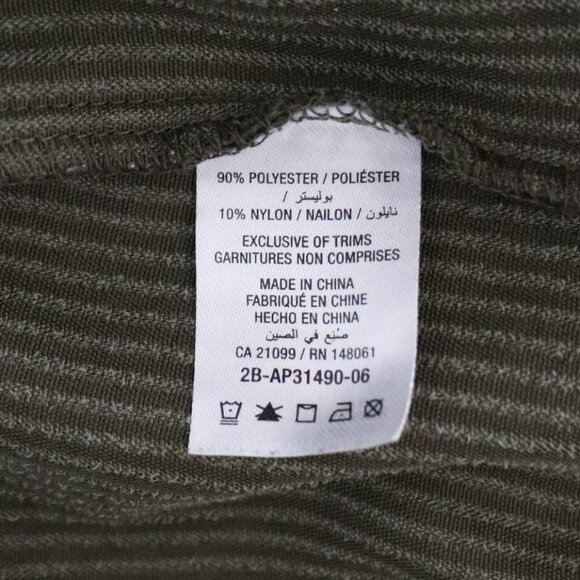 90% POLYESTER / POLIÉSTER
/ بوليستر
10% NYLON / NAILON / نايلون
EXCLUSIVE OF TRIMS
GARNITURES NON COMPRISES
MADE IN CHINA
FABRIQUÉ EN CHINE
HECHO EN CHINA
صُنع في الصين
CA 21099 / RN 148061
2B-AP31490-06